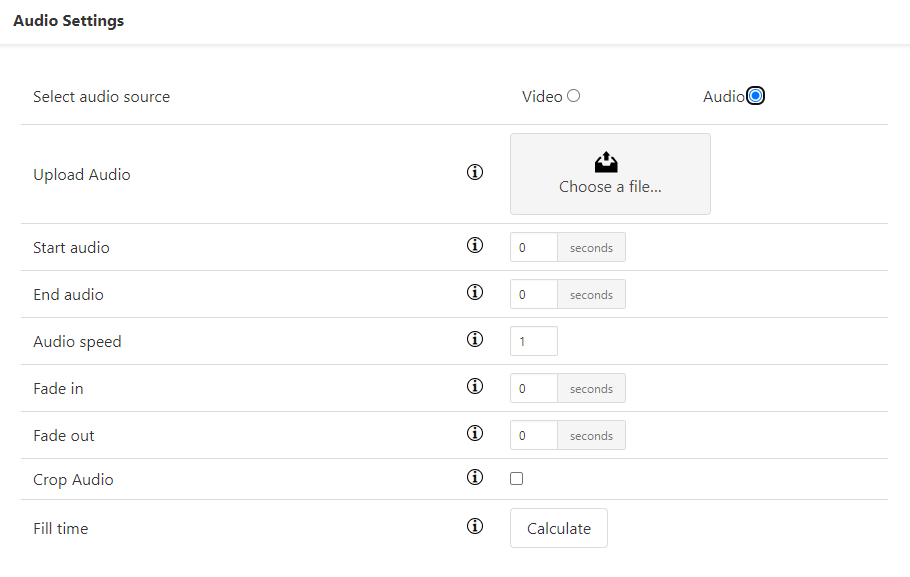 Audio Settings
Select audio source Video Audio
Upload Audio Choose a file...
Start audio 0 seconds
End audio 0 seconds
Audio speed 1
Fade in 0 seconds
Fade out 0 seconds
Crop Audio
Fill time Calculate